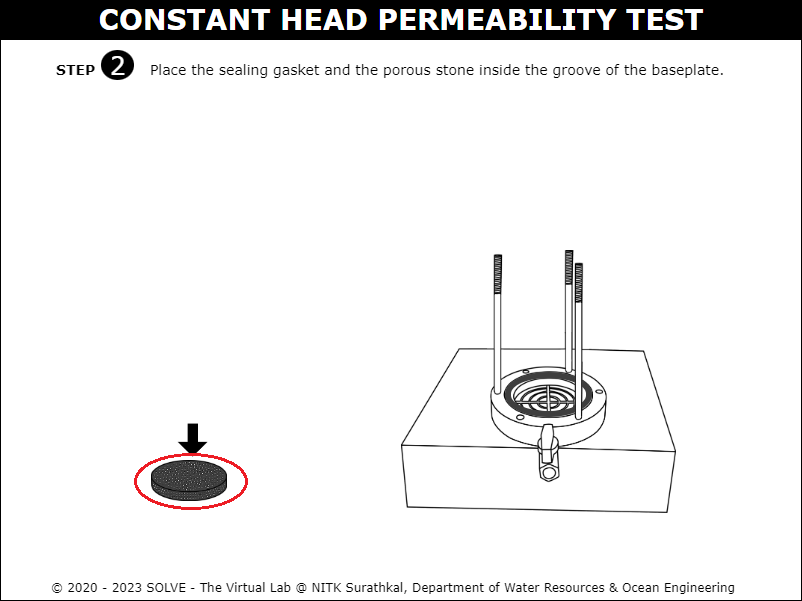 CONSTANT HEAD PERMEABILITY TEST
STEP 2 Place the sealing gasket and the porous stone inside the groove of the baseplate.
© 2020 - 2023 SOLVE - The Virtual Lab @ NITK Surathkal, Department of Water Resources & Ocean Engineering